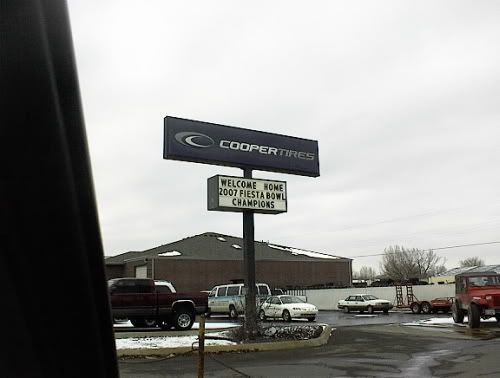 COOPERTIRES
WELCOME HOME
2007 FIESTA BOWL
CHAMPIONS